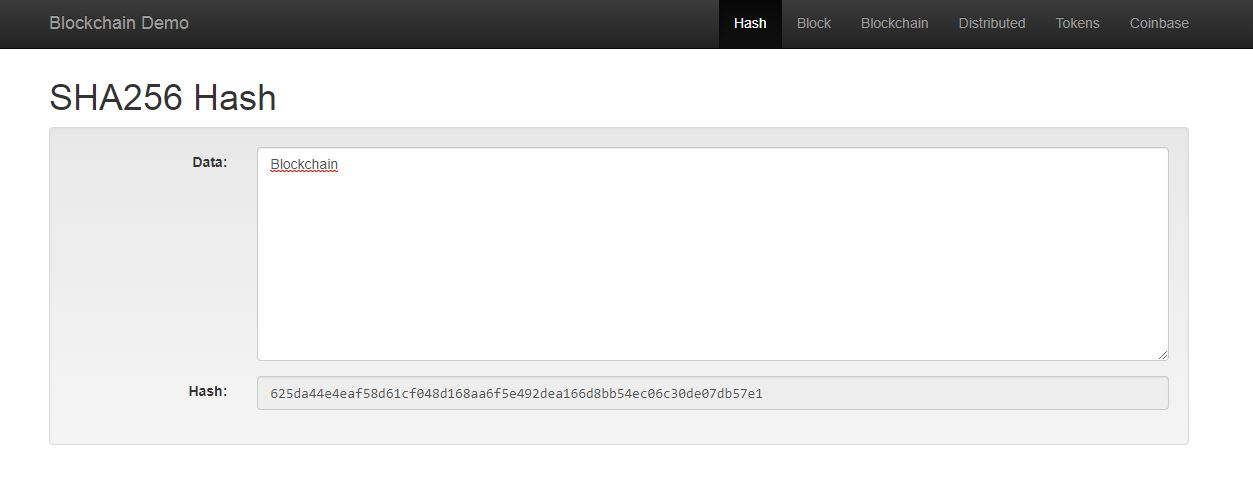 Blockchain Demo
Hash Block Blockchain Distributed Tokens Coinbase
SHA256 Hash
Data:
Blockchain
Hash:
625da44e4eaf58d61cf048d168aa6f5e492dea166d8bb54ec06c30de07db57e1